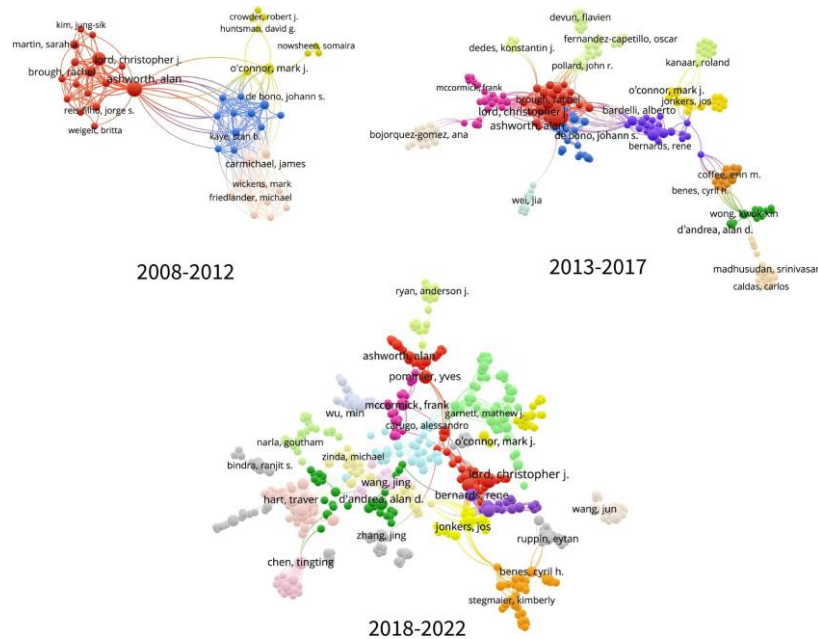 crowder, robert j.
huntsman, david g.
kim, jung-sik
martin, sarah
lord, christopher j.
nowsheen, somaira
brough, rachel
ashworth, alan
o'connor, mark j.
de bono, johann s.
reis-filho, jorge s.
weigelt, britta
kaye, stan b.
carmichael, james
wickens, mark
friedlander, michael
2008-2012
devun, flavien
fernandez-capetillo, oscar
dedes, konstantin j.
pollard, john r.
kanaar, roland
mccormick, frank
brough, rachel
o'connor, mark j.
lord, christopher j.
bardelli, alberto
jonkers, jos
ashworth, alan
de bono, johann s.
bojorquez-gomez, ana
bernards, rene
coffee, erin m.
benes, cyril h.
wei, jia
wong, kwok-kin
d'andrea, alan d.
madhusudan, srinivasan
caldas, carlos
2013-2017
ryan, anderson j.
ashworth, alan
pommier, yves
mccormick, frank
wu, min
garnett, mathew j.
carugo, alessandro
narla, goutham
o'connor, mark j.
bindra, ranjit s.
zinda, michael
lord, christopher j.
wang, jing
hart, traver
d'andrea, alan d.
bernards, rene
wang, jun
jonkers, jos
zhang, jing
ruppin, eytan
chen, tingting
benes, cyril h.
stegmaier, kimberly
2018-2022